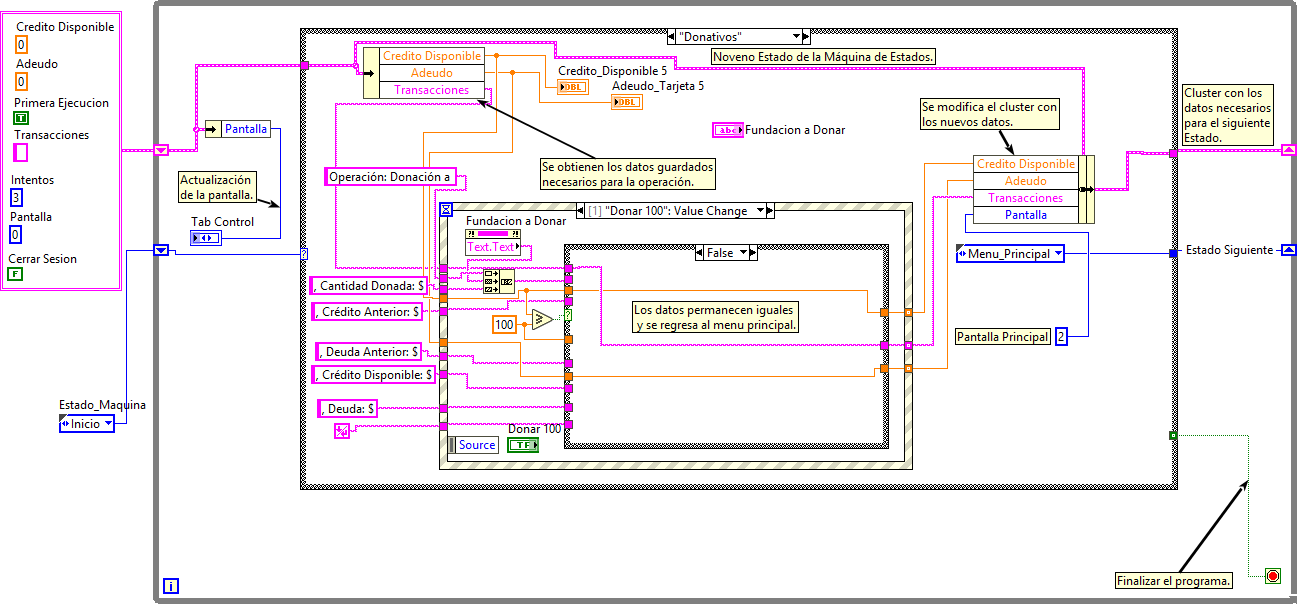 Credito Disponible
0
Adeudo
0
Primera Ejecucion
T
Transacciones
Intentos
3
Pantalla
0
Cerrar Sesion
F
Pantalla
Actualización
de la pantalla.
Tab Control
Estado_Maquina
Inicio
"Donativos"
Noveno Estado de la Máquina de Estados.
Credito Disponible
Adeudo
Transacciones
Credito_Disponible 5
DBL
Adeudo_Tarjeta 5
DBL
abc
Fundacion a Donar
Se obtienen los datos guardados
necesarios para la operación.
Se modifica el cluster con
los nuevos datos.
Cluster con los
datos necesarios
para el siguiente
Estado.
Credito Disponible
Adeudo
Transacciones
Pantalla
Operación: Donación a
[1] "Donar 100": Value Change
Fundacion a Donar
Text.Text
False
Los datos permanecen iguales
y se regresa al menu principal.
, Cantidad Donada: $
, Crédito Anterior: $
100
?
?
, Deuda Anterior: $
, Crédito Disponible: $
, Deuda: $
Donar 100
TF
Source
Menu_Principal
Estado Siguiente
Pantalla Principal
2
Finalizar el programa.
i